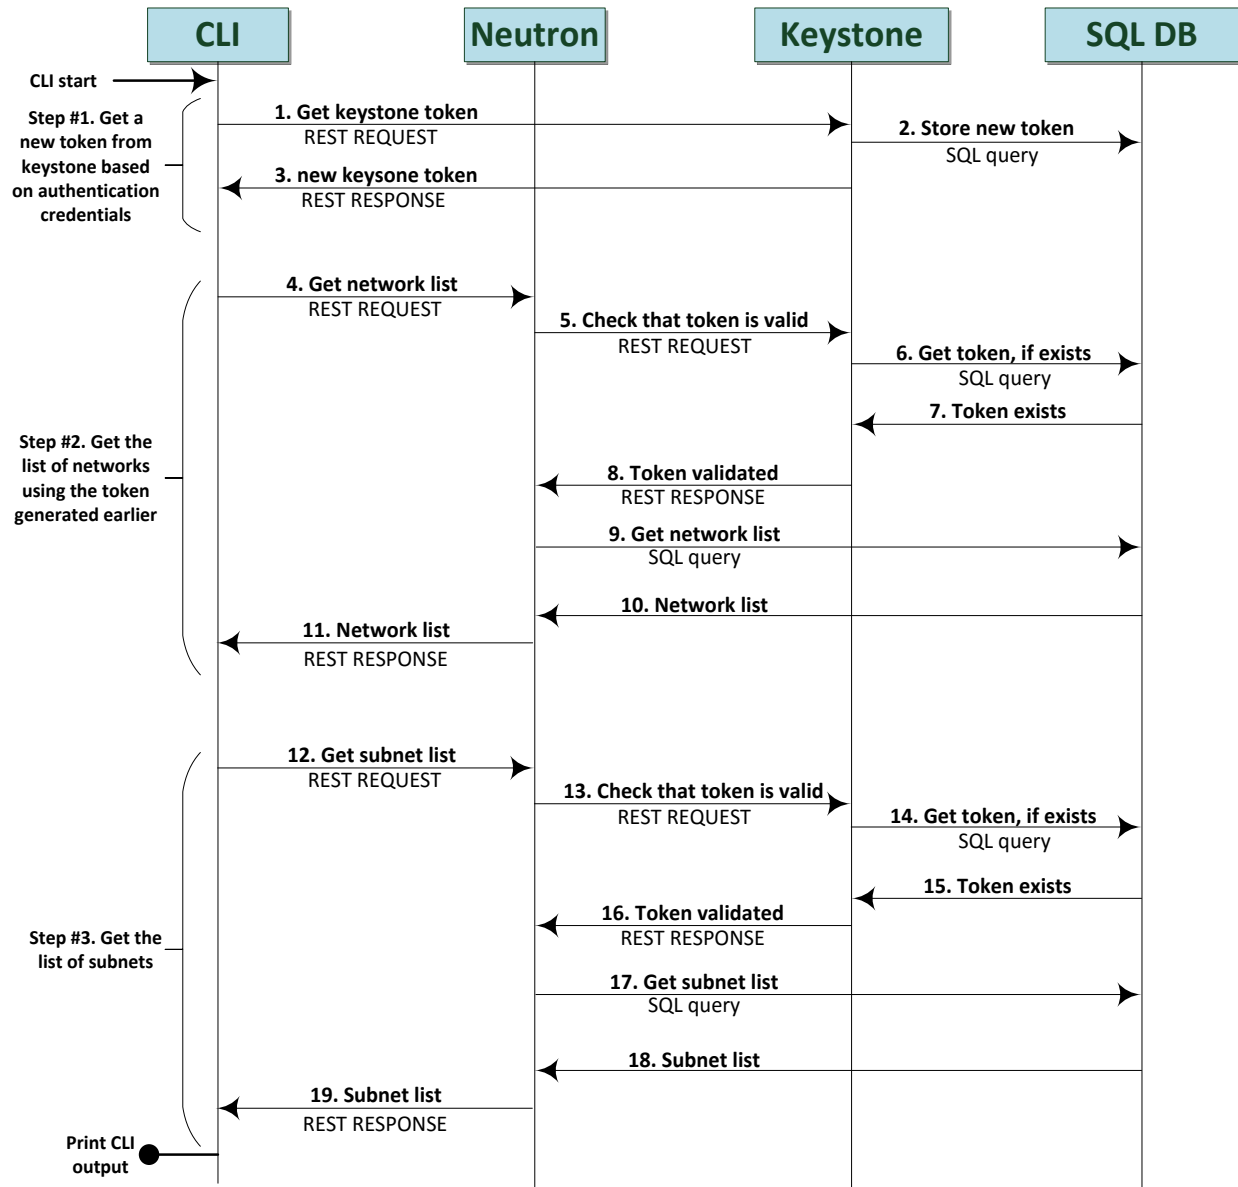 CLI
Neutron
Keystone
SQL DB
CLI start
Step #1. Get a
new token from
keystone based
on authentication
credentials
1. Get keystone token
REST REQUEST
2. Store new token
SQL query
3. new keysone token
REST RESPONSE
4. Get network list
REST REQUEST
5. Check that token is valid
REST REQUEST
6. Get token, if exists
SQL query
7. Token exists
Step #2. Get the
list of networks
using the token
generated earlier
8. Token validated
REST RESPONSE
9. Get network list
SQL query
10. Network list
11. Network list
REST RESPONSE
12. Get subnet list
REST REQUEST
13. Check that token is valid
REST REQUEST
14. Get token, if exists
SQL query
15. Token exists
16. Token validated
REST RESPONSE
Step #3. Get the
list of subnets
17. Get subnet list
SQL query
18. Subnet list
19. Subnet list
REST RESPONSE
Print CLI
output